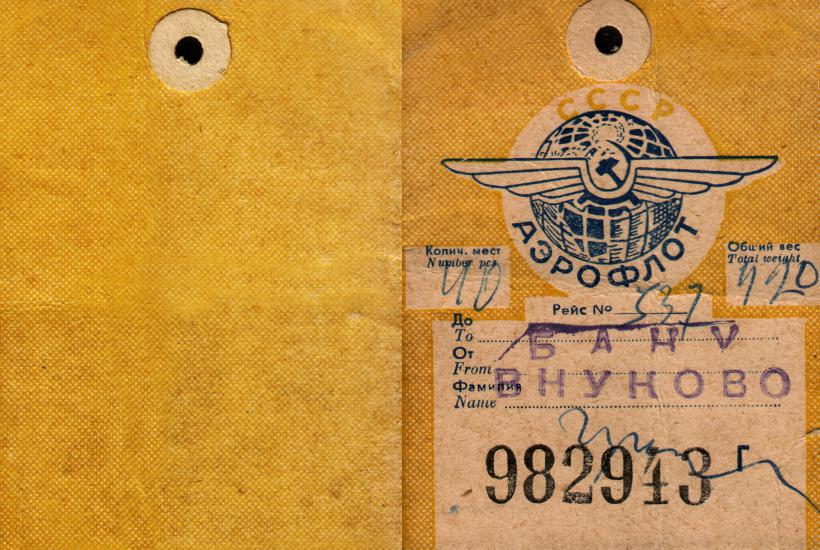 СССР
АЭРОФЛОТ
Колич. мест
Number pcs
Общий вес
Total weight
Рейс No 537
До
To
БАКУ
От
From
ВНУКОВО
Фамилия
Name
982943 Г